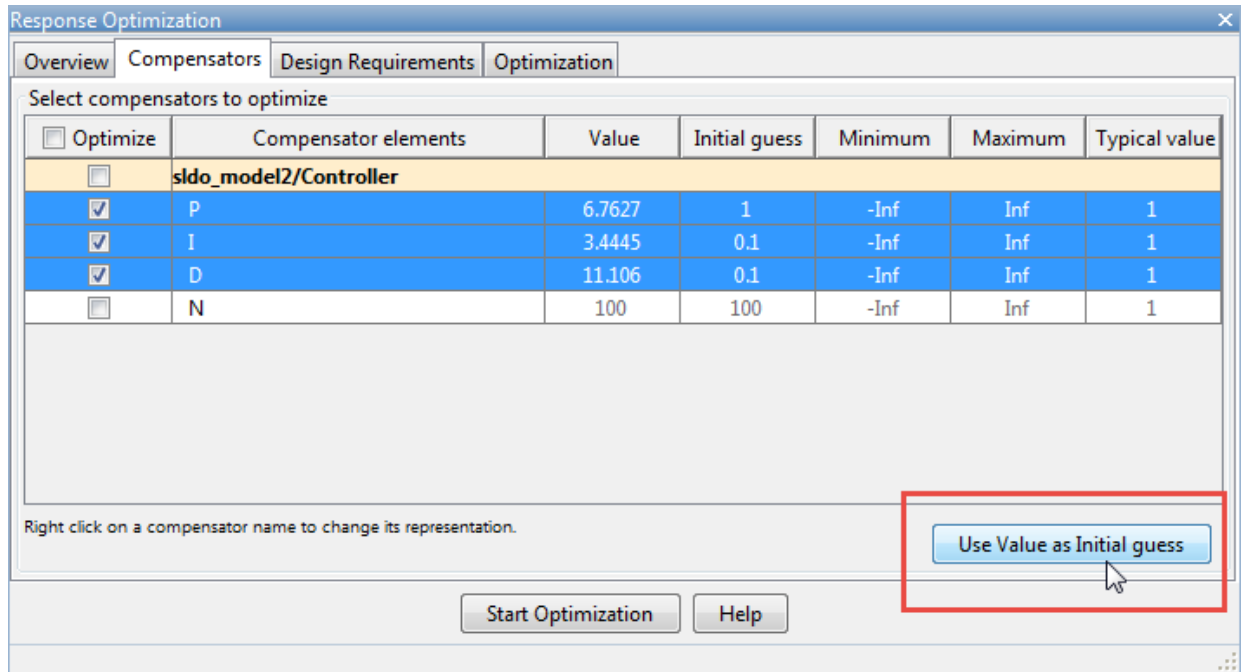 Response Optimization
Overview Compensators Design Requirements Optimization
Select compensators to optimize
Optimize Compensator elements Value Initial guess Minimum Maximum Typical value
sldo_model2/Controller
P 6.7627 1 -Inf Inf 1
I 3.4445 0.1 -Inf Inf 1
D 11.106 0.1 -Inf Inf 1
N 100 100 -Inf Inf 1
Right click on a compensator name to change its representation.
Use Value as Initial guess
Start Optimization Help